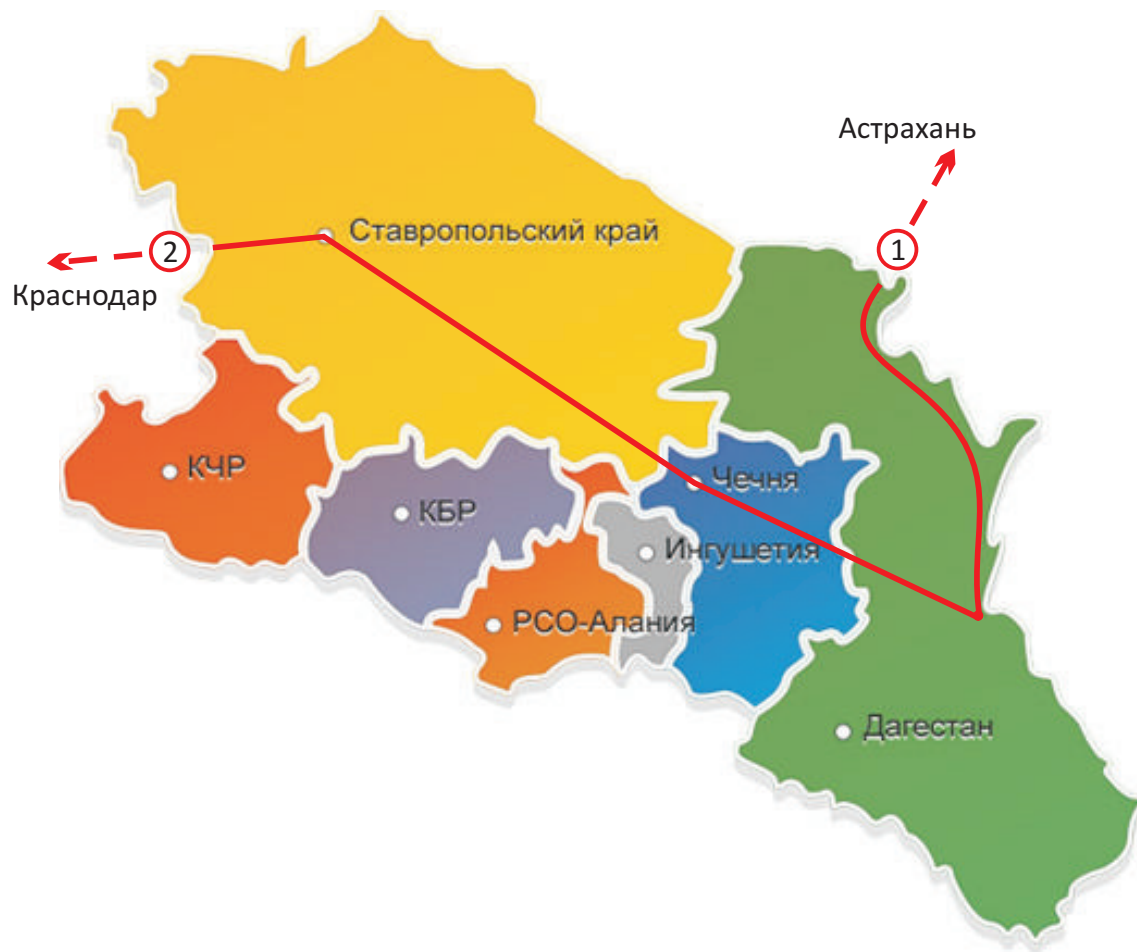 Астрахань
Ставропольский край
2
1
Краснодар
КЧР
Чечня
КБР
Ингушетия
РСО-Алания
Дагестан